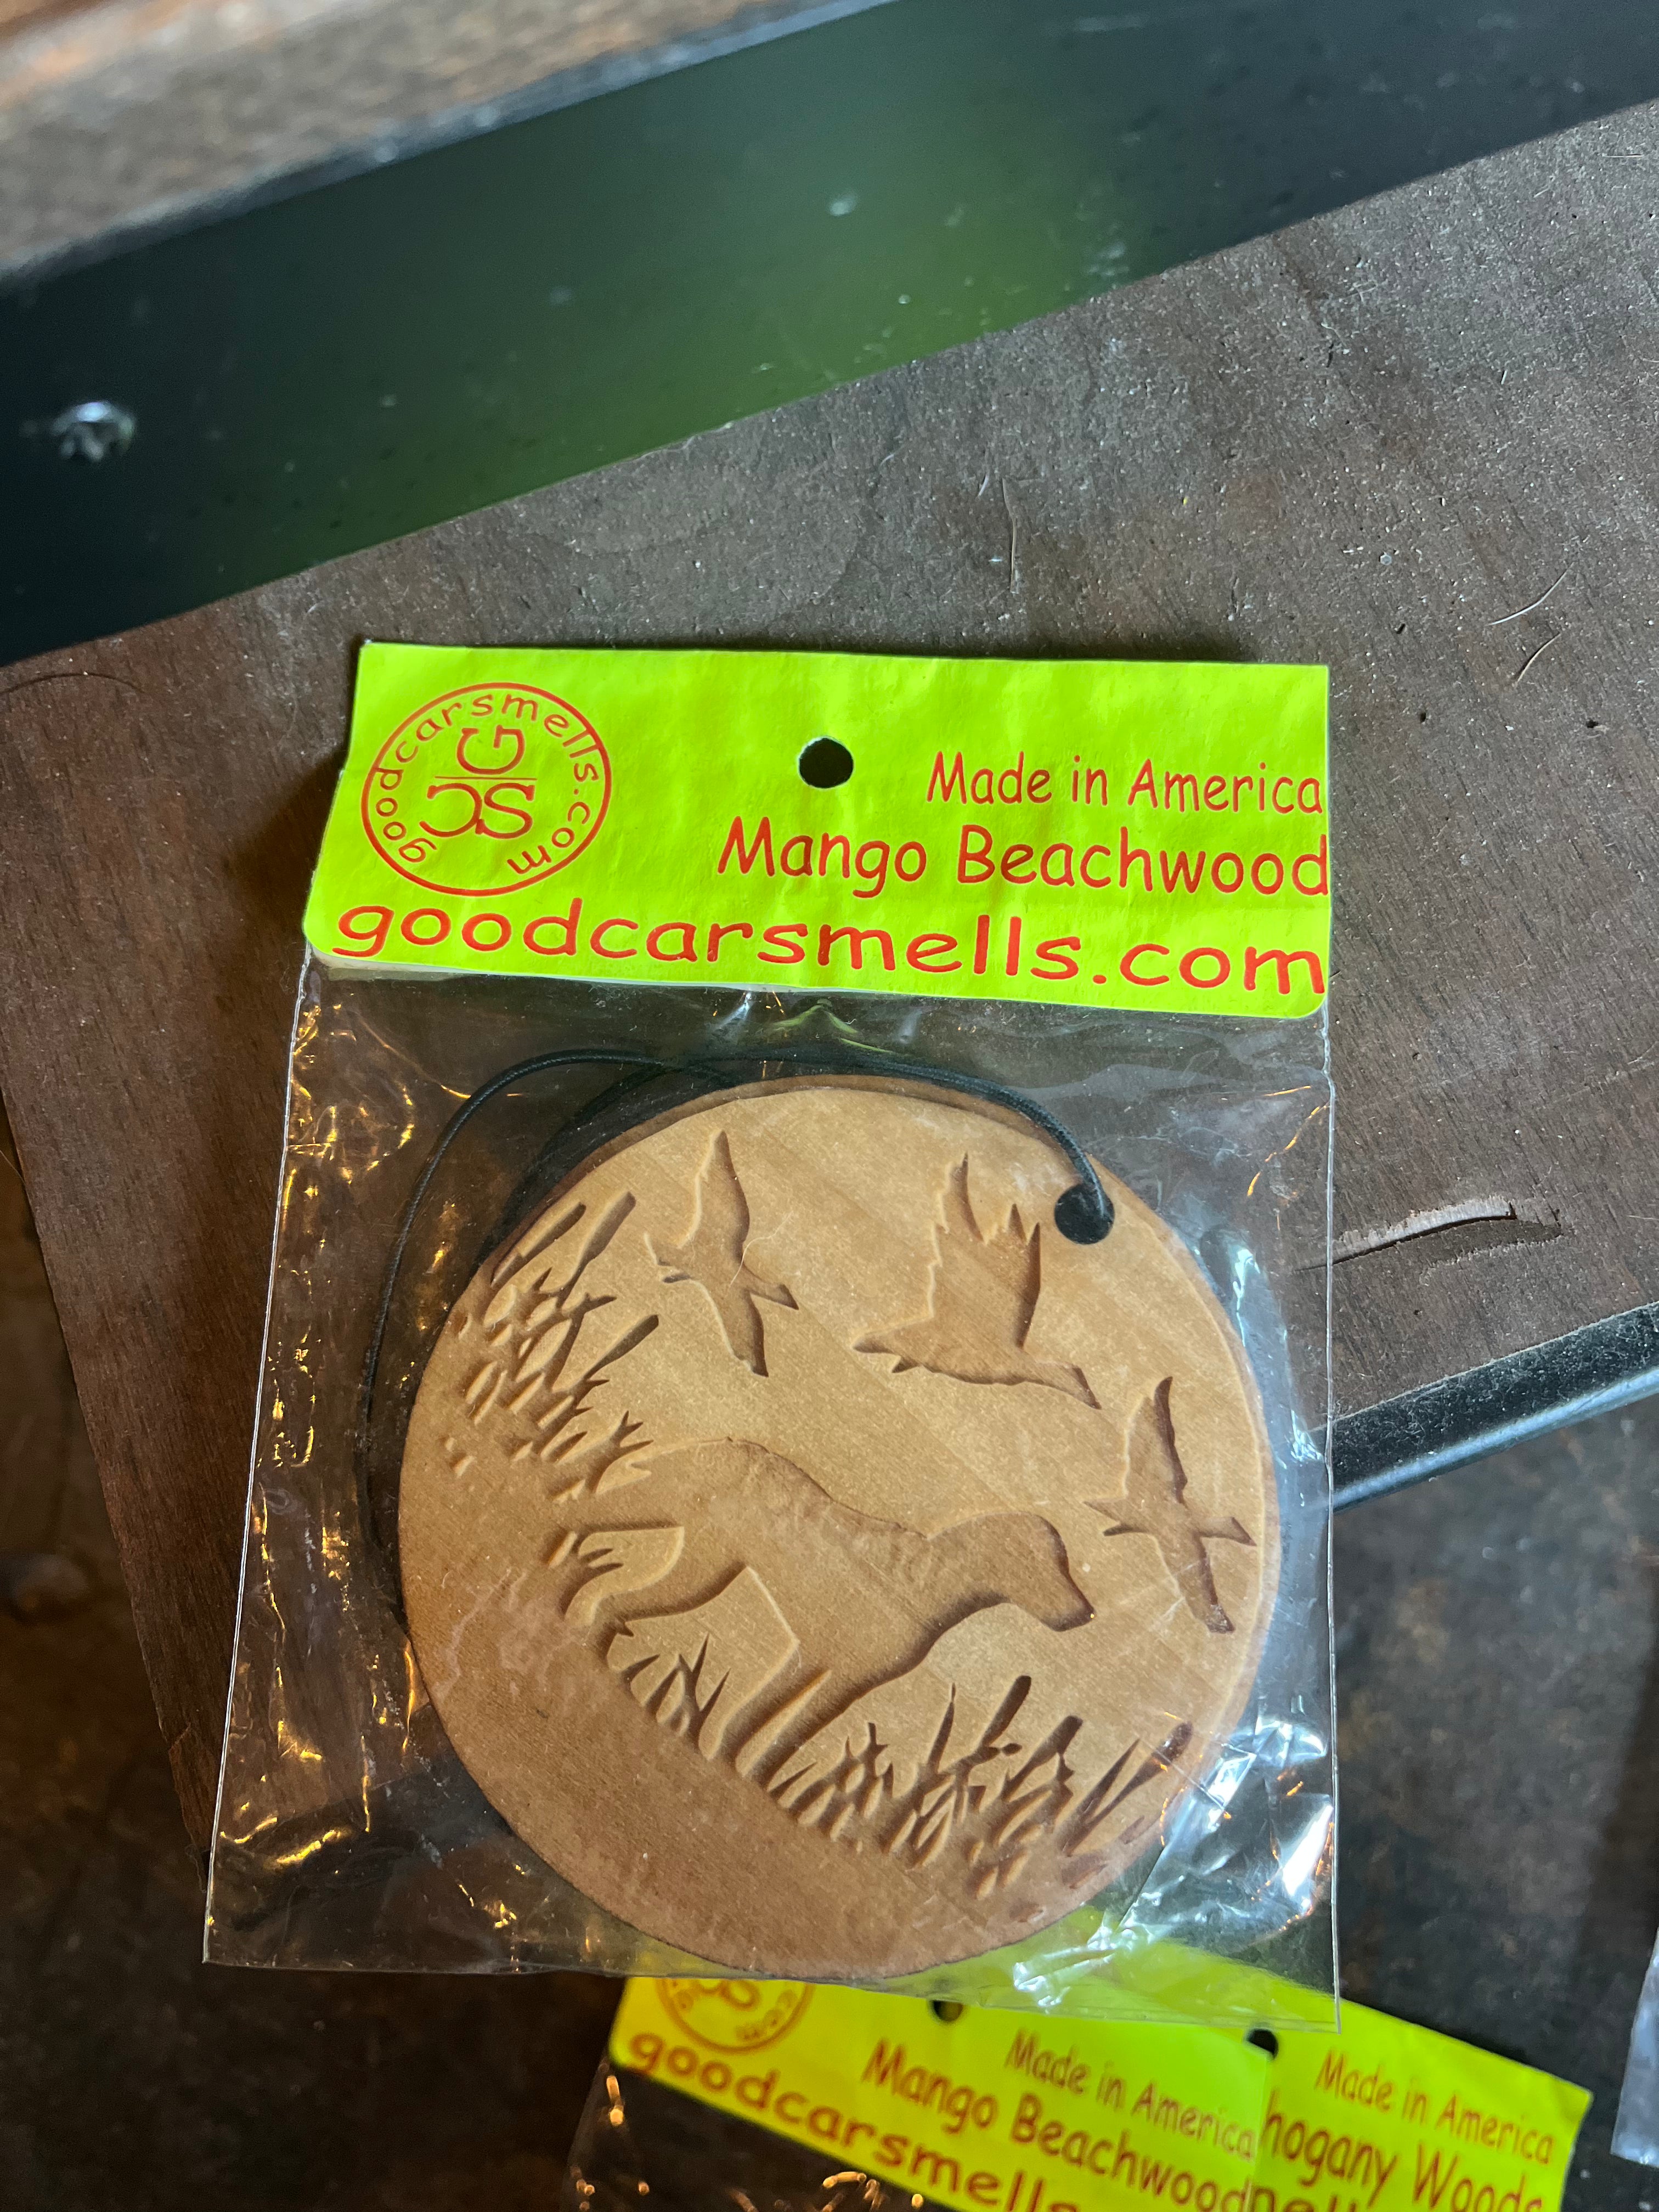 goodcarsmells.com
G
CS
Made in America
Mango Beachwood
goodcarsmells.com
Made in America
Mango Beachwood
goodcarsmells
Made in America
hogany Woods